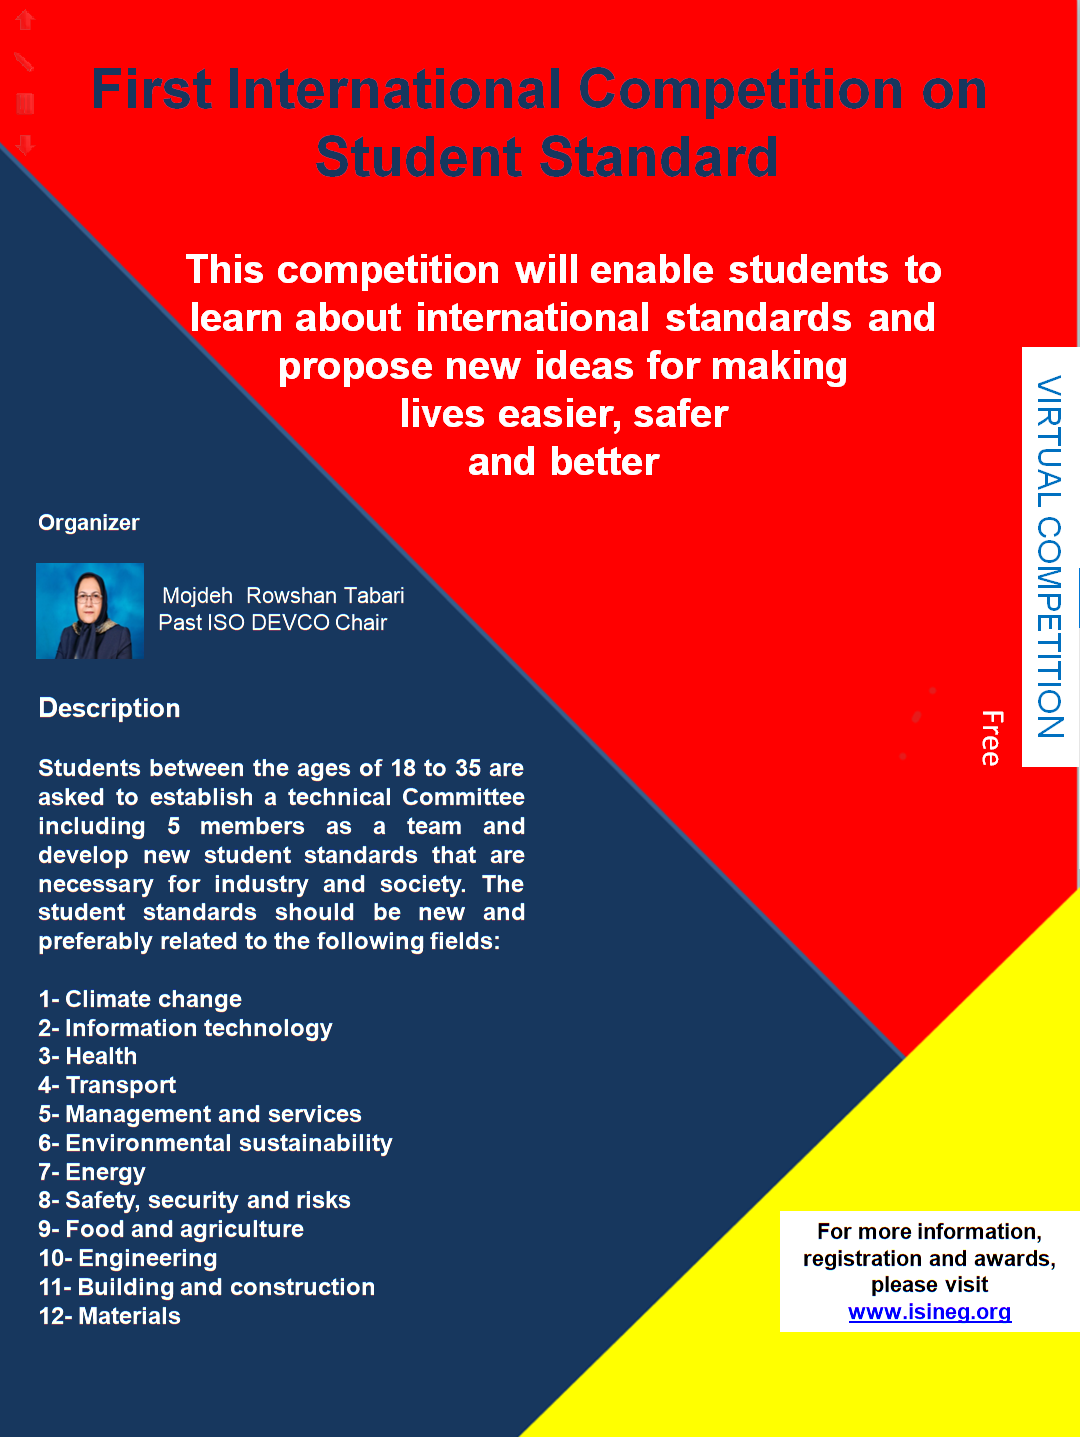 First International Competition on
Student Standard
This competition will enable students to
learn about international standards and
propose new ideas for making
lives easier, safer
and better
VIRTUAL COMPETITION
Free
Organizer
Mojdeh Rowshan Tabari
Past ISO DEVCO Chair
Description
Students between the ages of 18 to 35 are
asked to establish a technical Committee
including 5 members as a team and
develop new student standards that are
necessary for industry and society. The
student standards should be new and
preferably related to the following fields:
1- Climate change
2- Information technology
3- Health
4- Transport
5- Management and services
6- Environmental sustainability
7- Energy
8- Safety, security and risks
9- Food and agriculture
10- Engineering
11- Building and construction
12- Materials
For more information,
registration and awards,
please visit
www.isineg.org